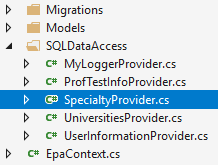 Migrations
Models
SQLDataAccess
C# MyLoggerProvider.cs
C# ProfTestInfoProvider.cs
C# SpecialtyProvider.cs
C# UniversitiesProvider.cs
C# UserInformationProvider.cs
C# EpaContext.cs